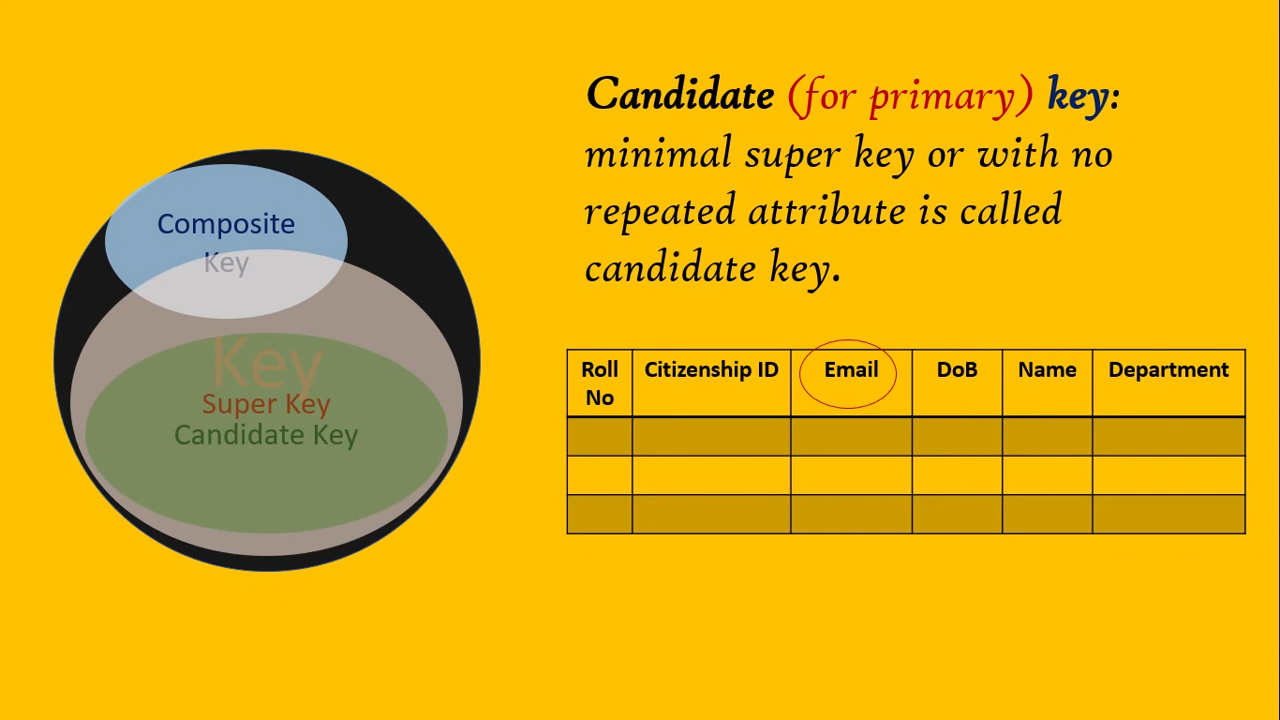 Candidate (for primary) key:
minimal super key or with no
repeated attribute is called
candidate key.
Composite
Key
Key
Super Key
Candidate Key
Roll No Citizenship ID Email DoB Name Department